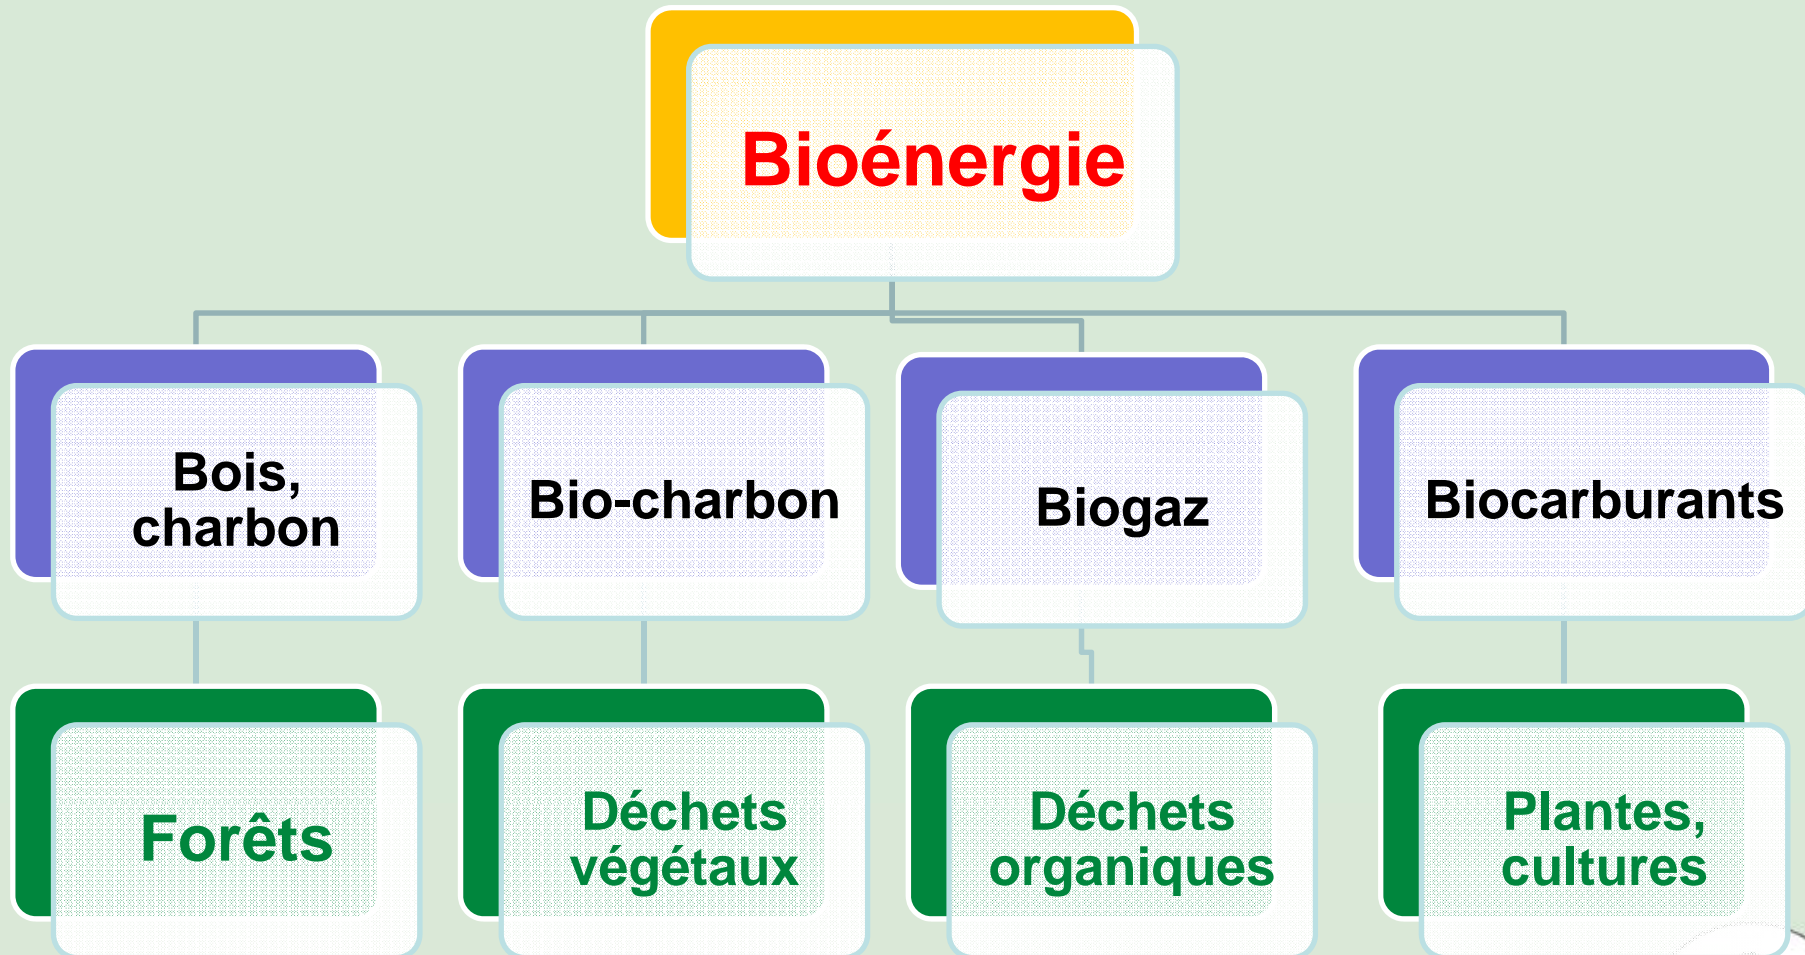 Bioénergie
Bois,
charbon
Bio-charbon
Biogaz
Biocarburants
Forêts
Déchets
végétaux
Déchets
organiques
Plantes,
cultures